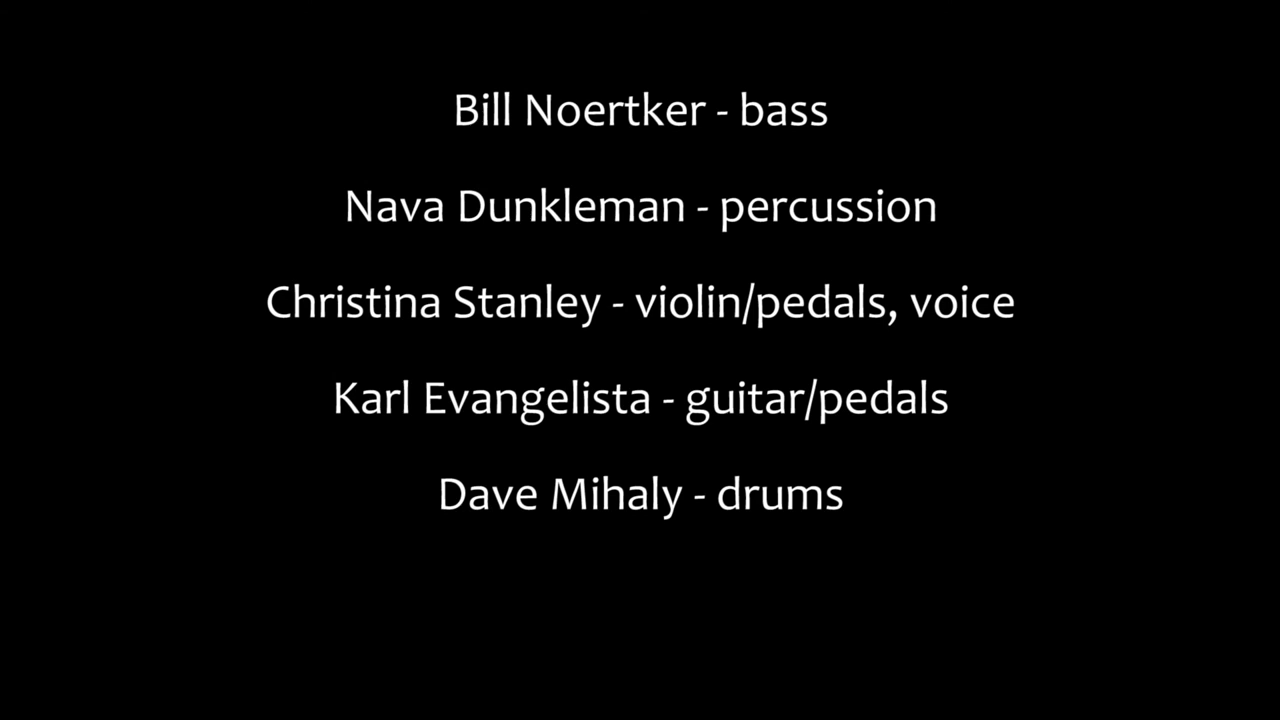 Bill Noertker - bass
Nava Dunkleman - percussion
Christina Stanley - violin/pedals, voice
Karl Evangelista - guitar/pedals
Dave Mihaly - drums